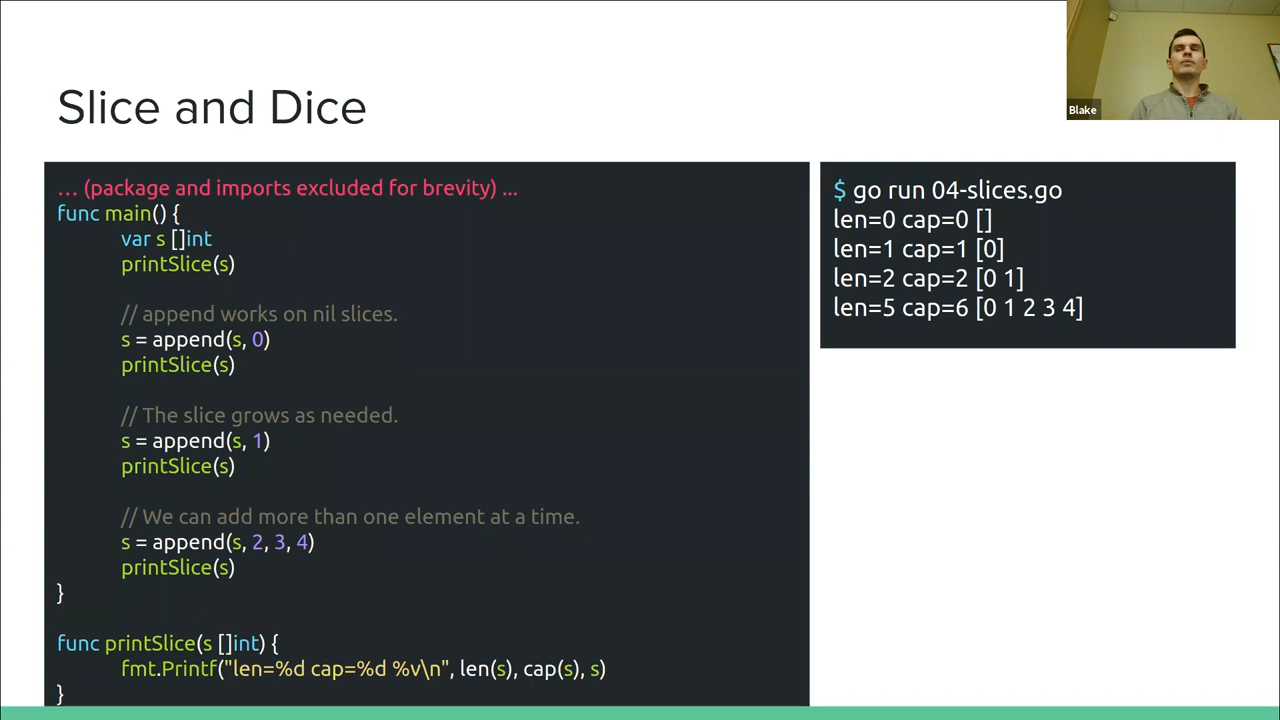 Slice and Dice
Blake
... (package and imports excluded for brevity) ...
func main() {
var s []int
printSlice(s)
// append works on nil slices.
s = append(s, 0)
printSlice(s)
// The slice grows as needed.
s = append(s, 1)
printSlice(s)
// We can add more than one element at a time.
s = append(s, 2, 3, 4)
printSlice(s)
}
func printSlice(s []int) {
fmt.Printf("len=%d cap=%d %v\n", len(s), cap(s), s)
}
$ go run 04-slices.go
len=0 cap=0 []
len=1 cap=1 [0]
len=2 cap=2 [0 1]
len=5 cap=6 [0 1 2 3 4]